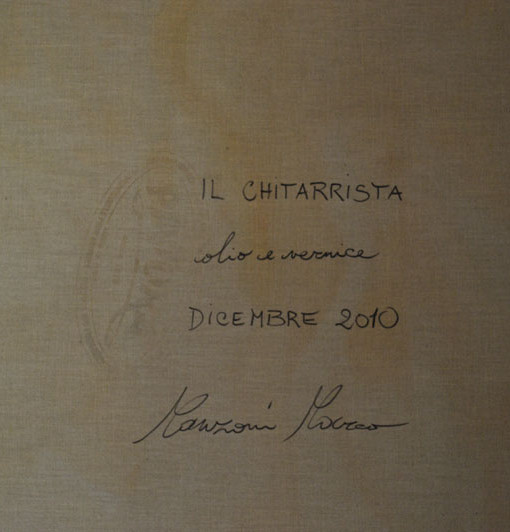 IL CHITARRISTA
olio e vernice
DICEMBRE 2010
Manzoni Marco